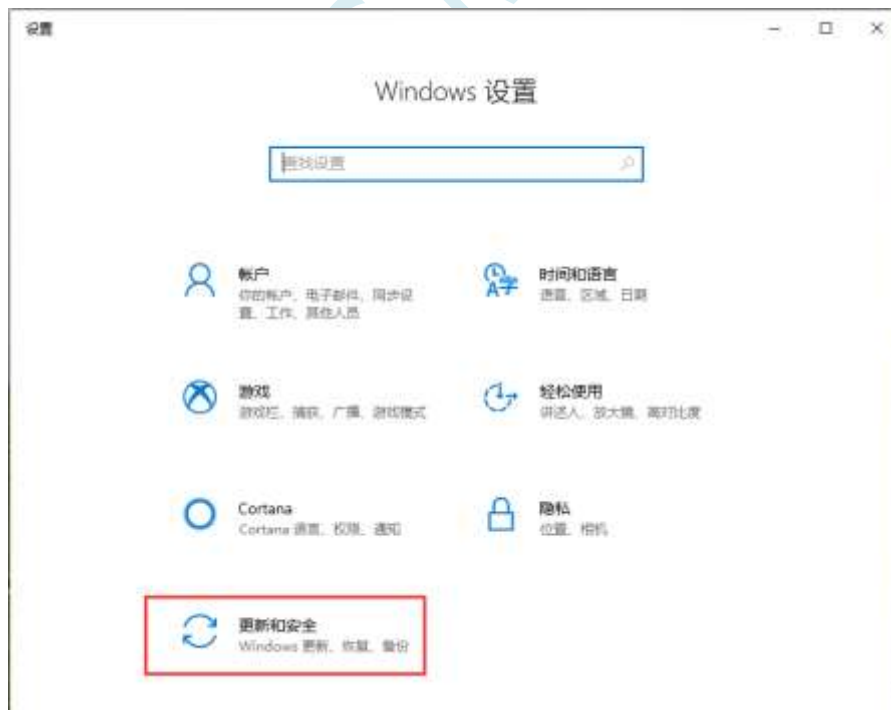 设置
Windows 设置
查找设置
帐户
你的帐户、电子邮件、同步设
置、工作、其他人员
时间和语言
语音、区域、日期
游戏
游戏栏、捕获、广播、游戏模式
轻松使用
讲述人、放大镜、高对比度
Cortana
Cortana 语言、权限、通知
隐私
位置、相机
更新和安全
Windows 更新、恢复、备份